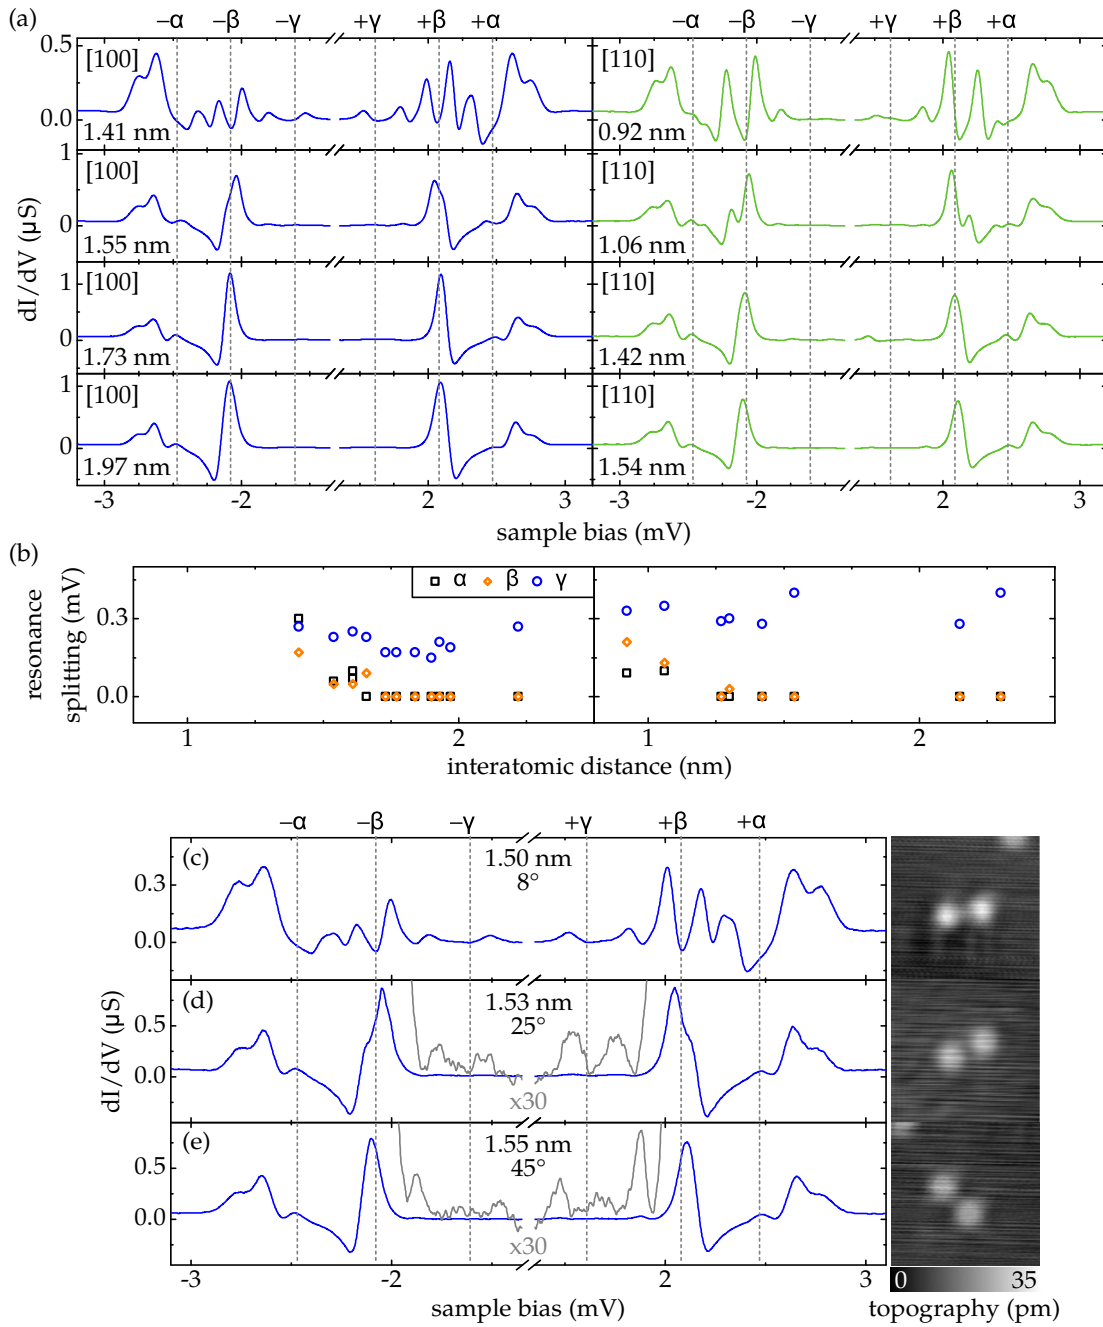 (a)
−α −β −γ +γ +β +α −α −β −γ +γ +β +α
0.5
0.0
[100]
1.41 nm
[110]
0.92 nm
1
0
[100]
1.55 nm
[110]
1.06 nm
1
0
[100]
1.73 nm
[110]
1.42 nm
1
0
[100]
1.97 nm
[110]
1.54 nm
dI/dV (µS)
-3 -2 2 3 -3 -2 2 3
sample bias (mV)
(b)
α β γ
resonance
splitting (mV)
0.3
0.0
1 2 1 2
interatomic distance (nm)
−α −β −γ +γ +β +α
(c)
1.50 nm
8°
0.3
0.0
(d)
1.53 nm
25°
0.5
0.0
x30
(e)
1.55 nm
45°
0.5
0.0
x30
dI/dV (µS)
-3 -2 2 3
sample bias (mV)
0 35
topography (pm)